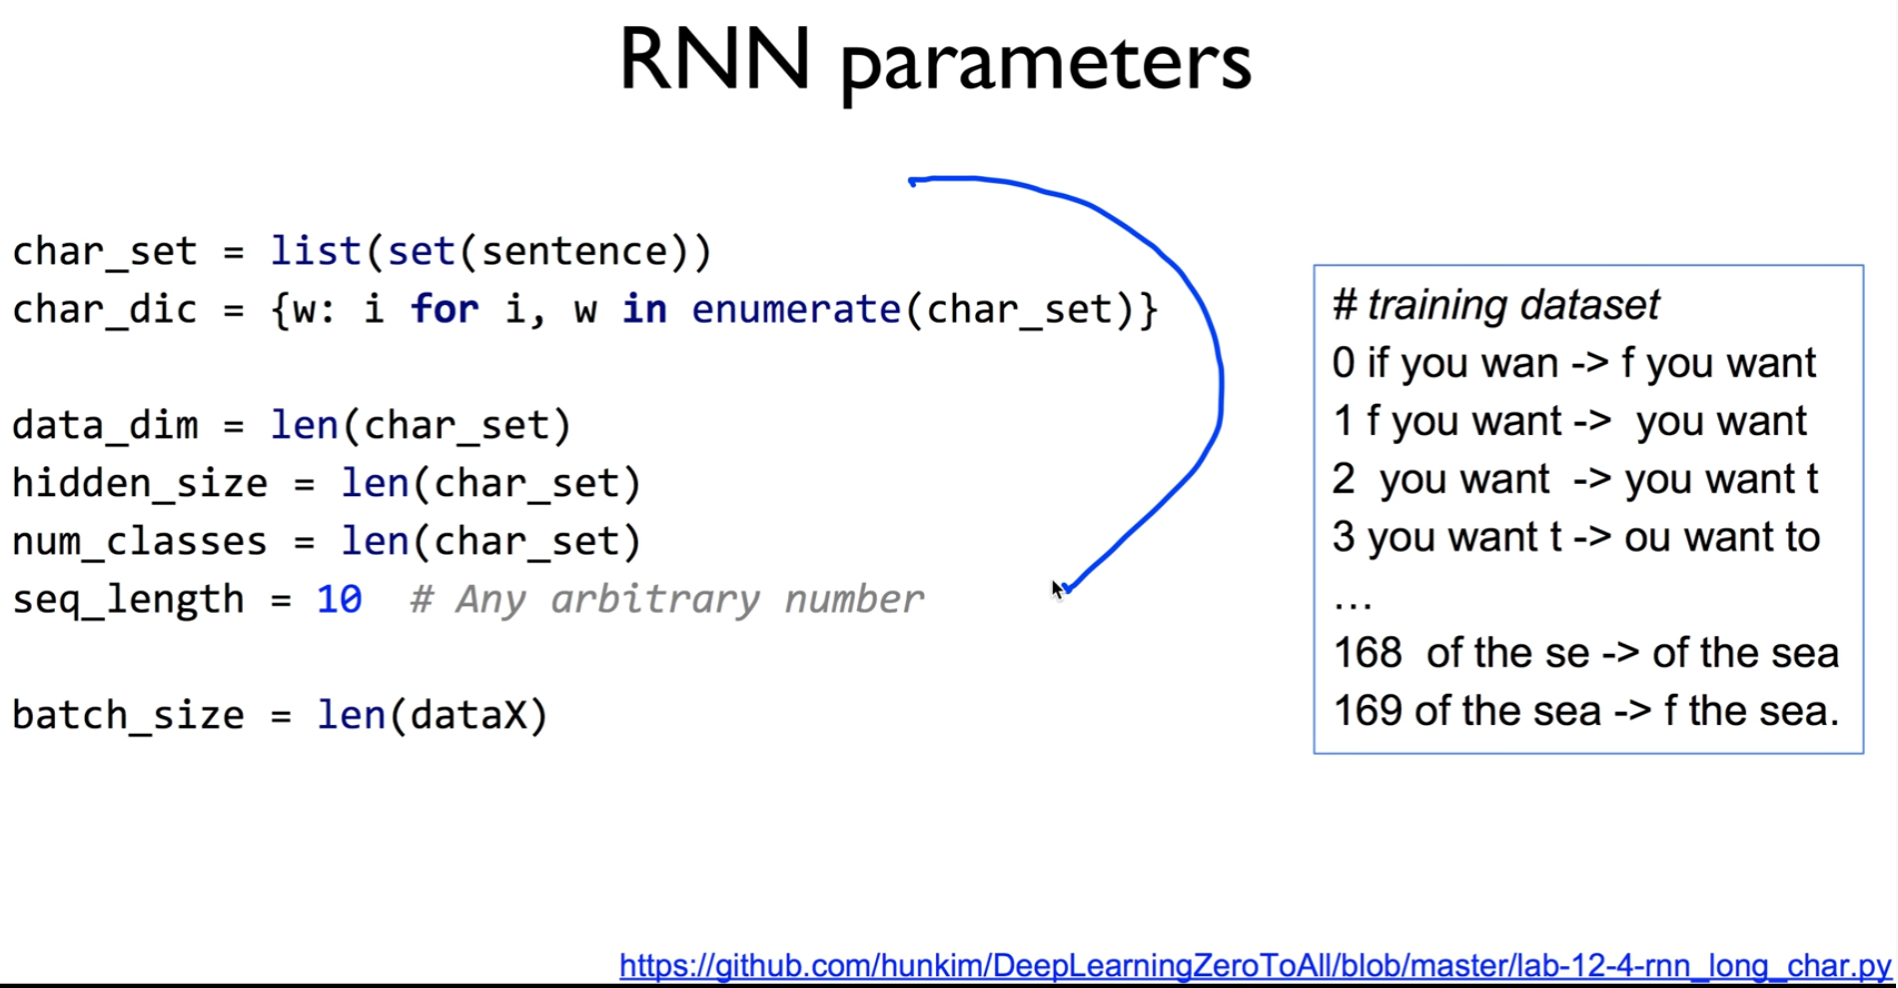 RNN parameters
char_set = list(set(sentence))
char_dic = {w: i for i, w in enumerate(char_set)}
data_dim = len(char_set)
hidden_size = len(char_set)
num_classes = len(char_set)
seq_length = 10 # Any arbitrary number
batch_size = len(dataX)
# training dataset
0 if you wan -> f you want
1 f you want ->  you want
2  you want  -> you want t
3 you want t -> ou want to
…
168  of the se -> of the sea
169 of the sea -> f the sea.
https://github.com/hunkim/DeepLearningZeroToAll/blob/master/lab-12-4-rnn_long_char.py